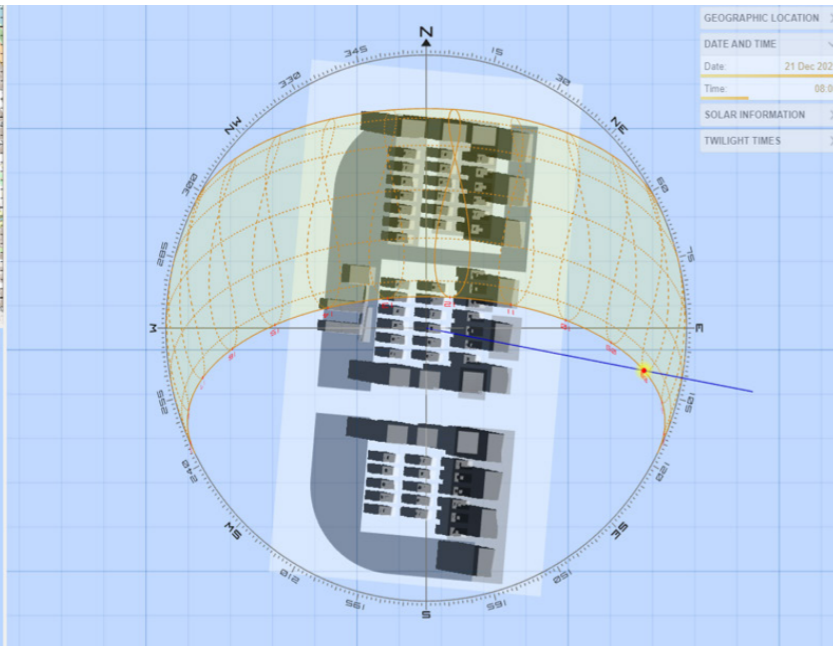 GEOGRAPHIC LOCATION
DATE AND TIME
Date: 21 Dec 202
Time: 08:0
SOLAR INFORMATION
TWILIGHT TIMES
N
345
15
330
30
NW
NE
300
60
285
75
W
E
255
105
240
120
SW
SE
210
150
195
165
S